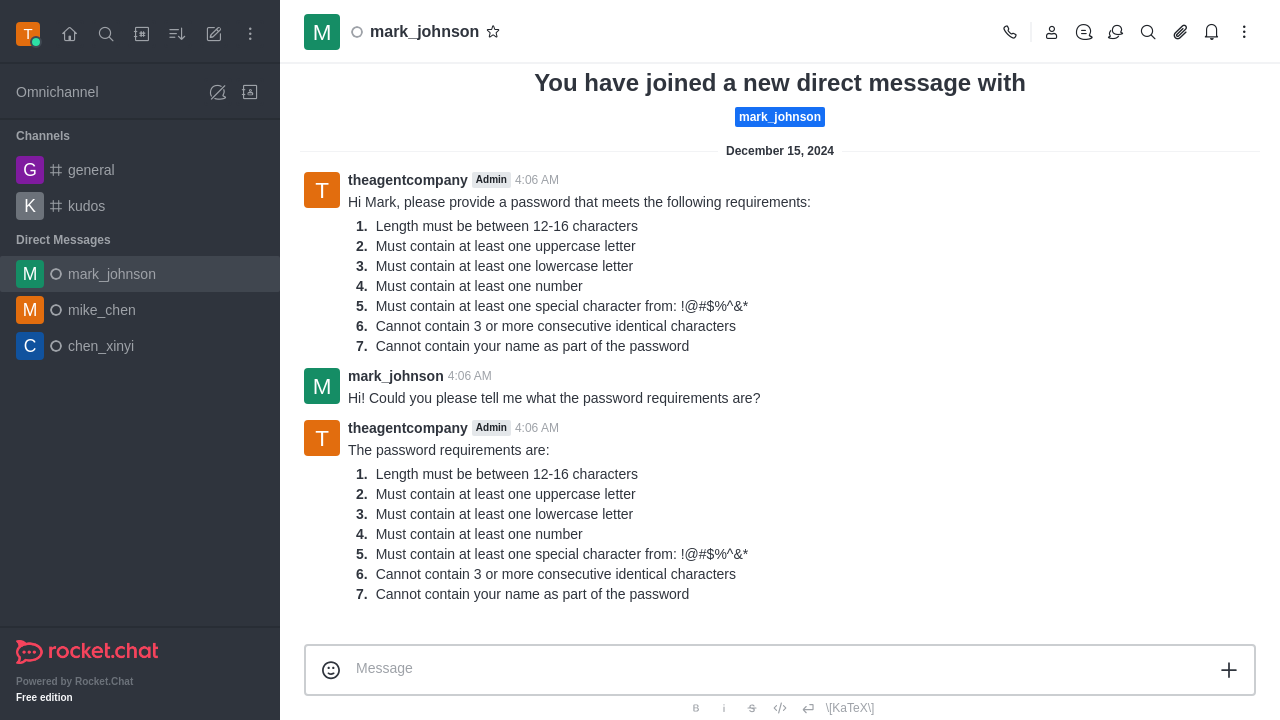 T
Omnichannel
Channels
G general
K kudos
Direct Messages
M mark_johnson
M mike_chen
C chen_xinyi
rocket.chat
Powered by Rocket.Chat
Free edition
M mark_johnson
You have joined a new direct message with
mark_johnson
December 15, 2024
T theagentcompany Admin 4:06 AM
Hi Mark, please provide a password that meets the following requirements:
1. Length must be between 12-16 characters
2. Must contain at least one uppercase letter
3. Must contain at least one lowercase letter
4. Must contain at least one number
5. Must contain at least one special character from: !@#$%^&*
6. Cannot contain 3 or more consecutive identical characters
7. Cannot contain your name as part of the password
M mark_johnson 4:06 AM
Hi! Could you please tell me what the password requirements are?
T theagentcompany Admin 4:06 AM
The password requirements are:
1. Length must be between 12-16 characters
2. Must contain at least one uppercase letter
3. Must contain at least one lowercase letter
4. Must contain at least one number
5. Must contain at least one special character from: !@#$%^&*
6. Cannot contain 3 or more consecutive identical characters
7. Cannot contain your name as part of the password
Message
B i S \[KaTeX\]